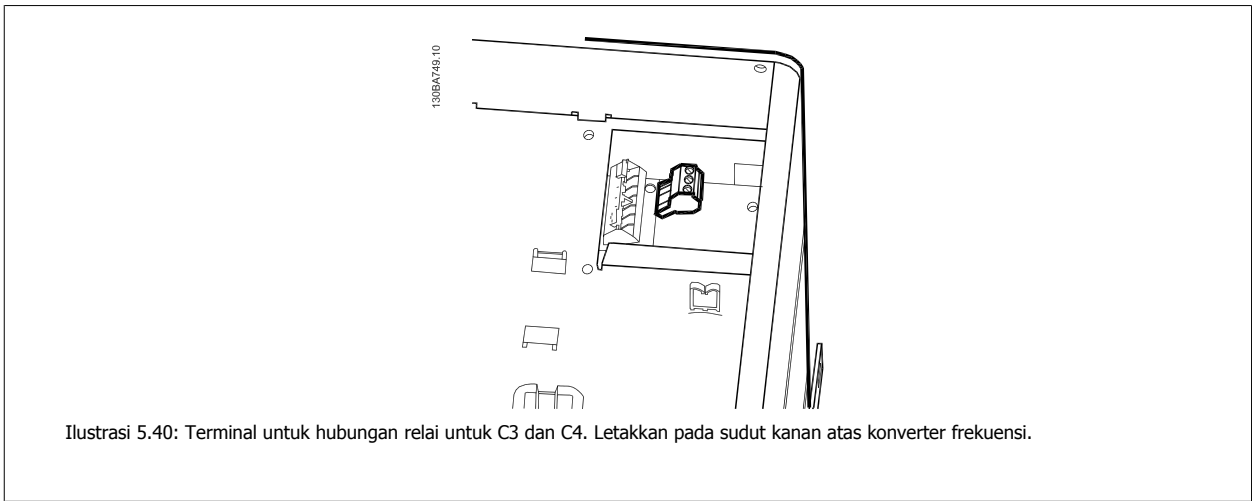 130BA749.10
Ilustrasi 5.40: Terminal untuk hubungan relai untuk C3 dan C4. Letakkan pada sudut kanan atas konverter frekuensi.